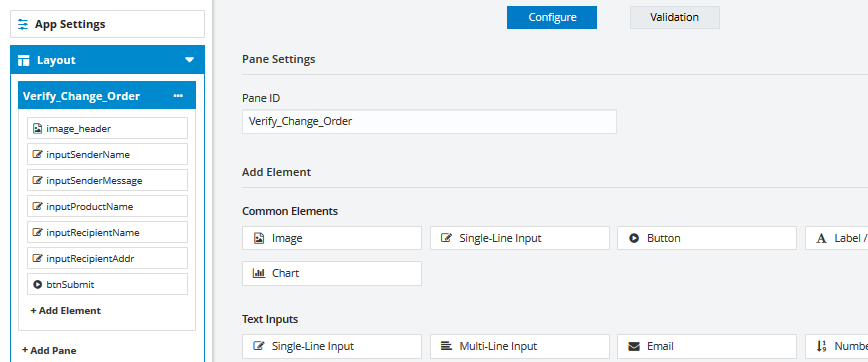 App Settings
Layout
Verify_Change_Order
image_header
inputSenderName
inputSenderMessage
inputProductName
inputRecipientName
inputRecipientAddr
btnSubmit
+ Add Element
+ Add Pane
Configure
Validation
Pane Settings
Pane ID
Verify_Change_Order
Add Element
Common Elements
Image
Single-Line Input
Button
Label /
Chart
Text Inputs
Single-Line Input
Multi-Line Input
Email